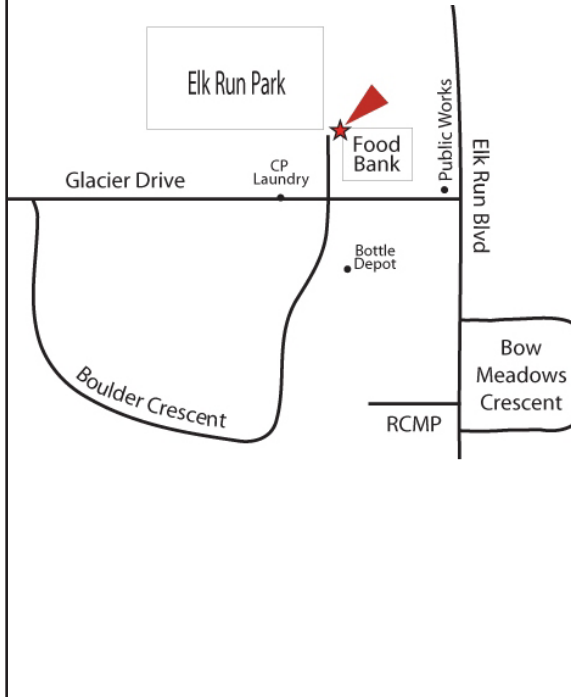 Elk Run Park
Food
Bank
Public Works
CP
Laundry
Glacier Drive
Elk Run Blvd
Bottle
Depot
Boulder Crescent
Bow
Meadows
Crescent
RCMP